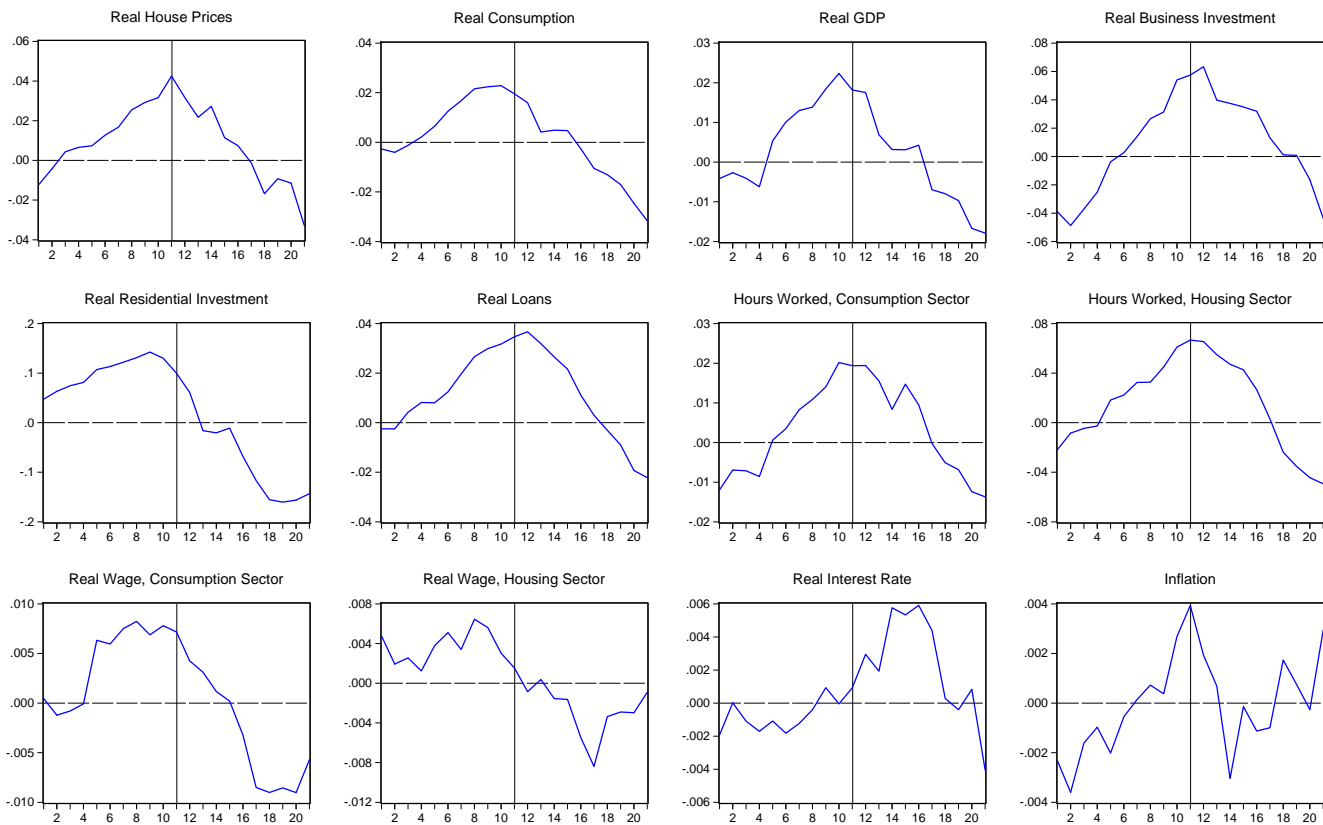 Real House Prices
.06
.04
.02
.00
-.02
-.04
2 4 6 8 10 12 14 16 18 20
Real Consumption
.04
.02
.00
-.02
-.04
2 4 6 8 10 12 14 16 18 20
Real GDP
.03
.02
.01
.00
-.01
-.02
2 4 6 8 10 12 14 16 18 20
Real Business Investment
.08
.06
.04
.02
.00
-.02
-.04
-.06
2 4 6 8 10 12 14 16 18 20
Real Residential Investment
.2
.1
.0
-.1
-.2
2 4 6 8 10 12 14 16 18 20
Real Loans
.04
.02
.00
-.02
-.04
2 4 6 8 10 12 14 16 18 20
Hours Worked, Consumption Sector
.03
.02
.01
.00
-.01
-.02
2 4 6 8 10 12 14 16 18 20
Hours Worked, Housing Sector
.08
.04
.00
-.04
-.08
2 4 6 8 10 12 14 16 18 20
Real Wage, Consumption Sector
.010
.005
.000
-.005
-.010
2 4 6 8 10 12 14 16 18 20
Real Wage, Housing Sector
.008
.004
.000
-.004
-.008
-.012
2 4 6 8 10 12 14 16 18 20
Real Interest Rate
.006
.004
.002
.000
-.002
-.004
-.006
2 4 6 8 10 12 14 16 18 20
Inflation
.004
.002
.000
-.002
-.004
2 4 6 8 10 12 14 16 18 20